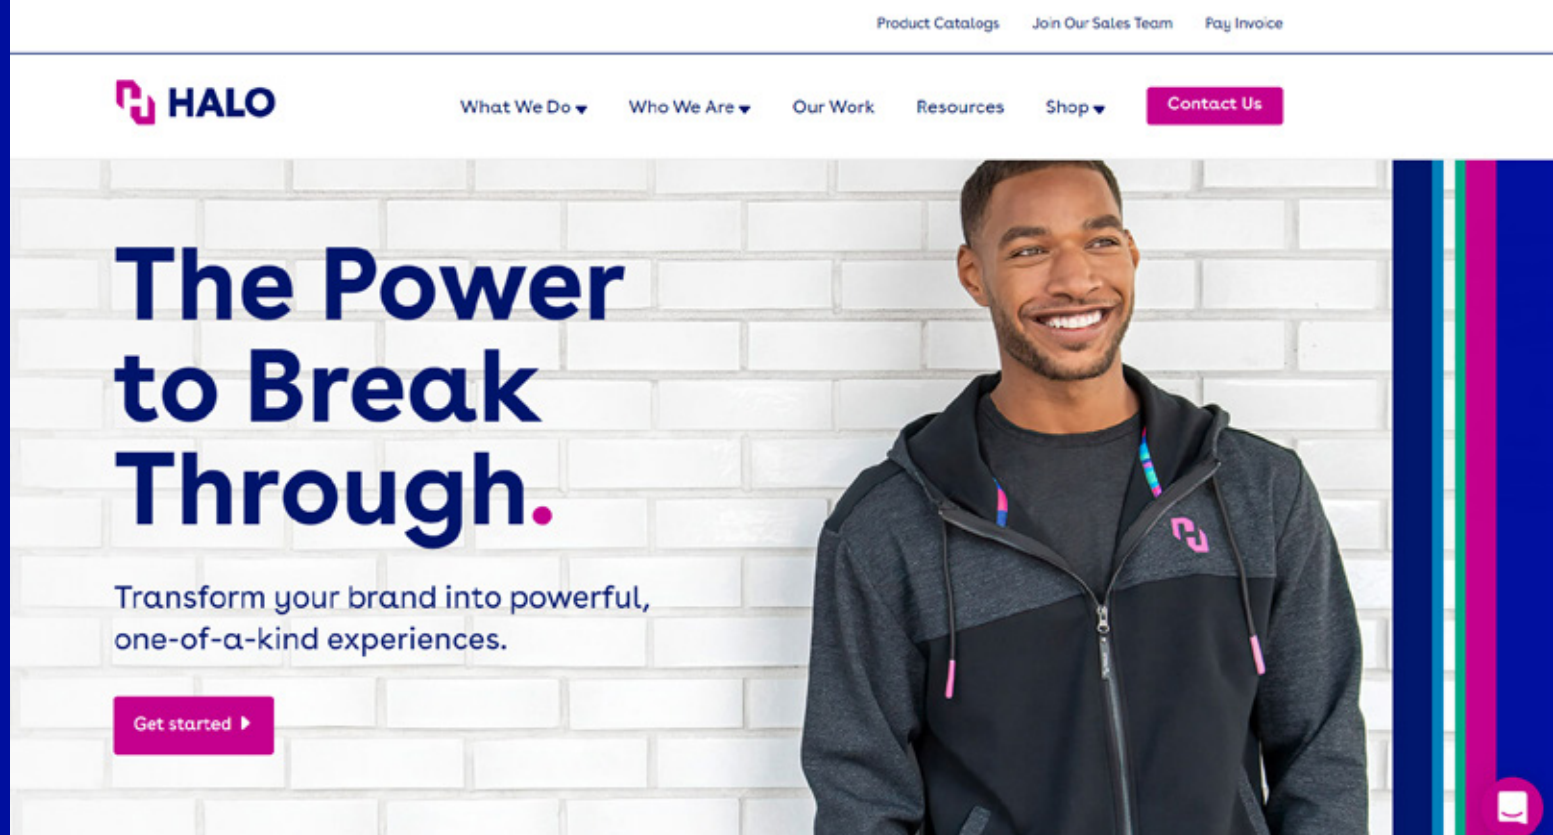 Product Catalogs Join Our Sales Team Pay Invoice
HALO What We Do Who We Are Our Work Resources Shop Contact Us
The Power
to Break
Through.
Transform your brand into powerful,
one-of-a-kind experiences.
Get started